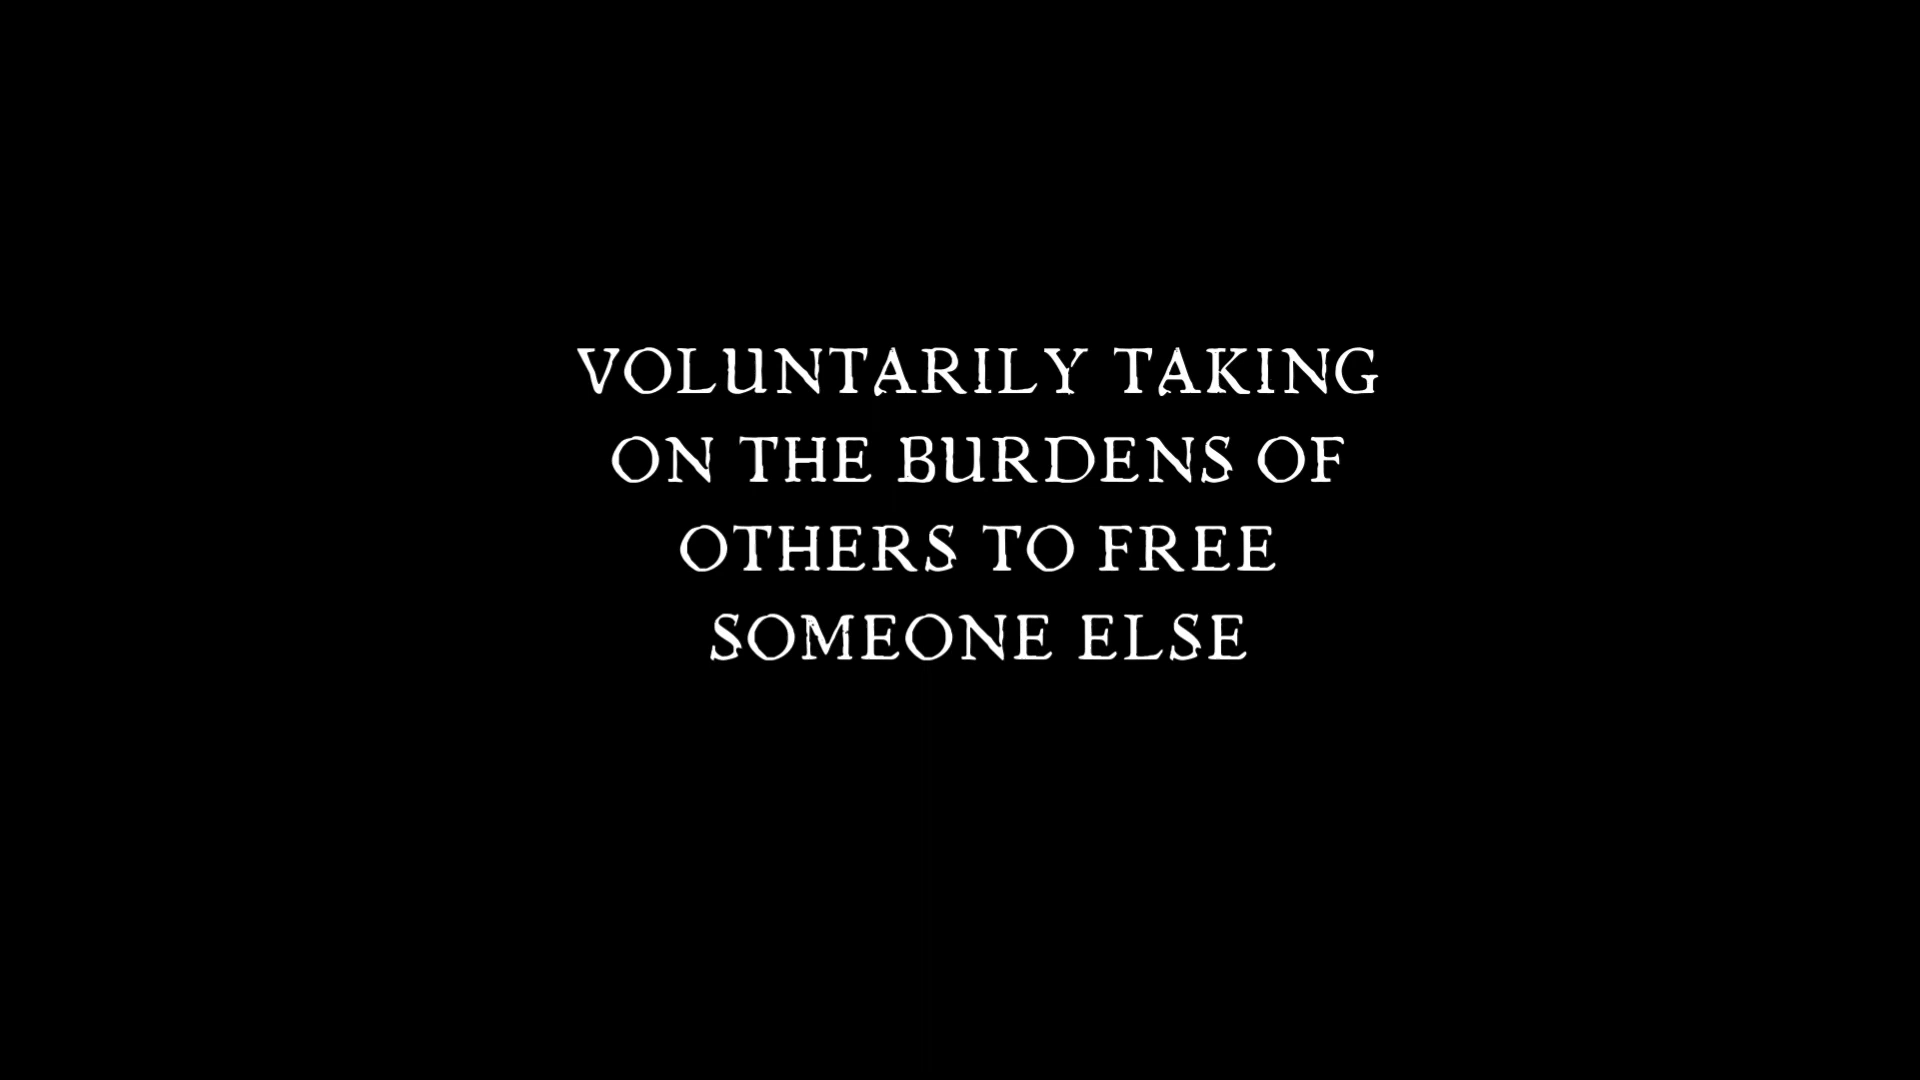 VOLUNTARILY TAKING
ON THE BURDENS OF
OTHERS TO FREE
SOMEONE ELSE